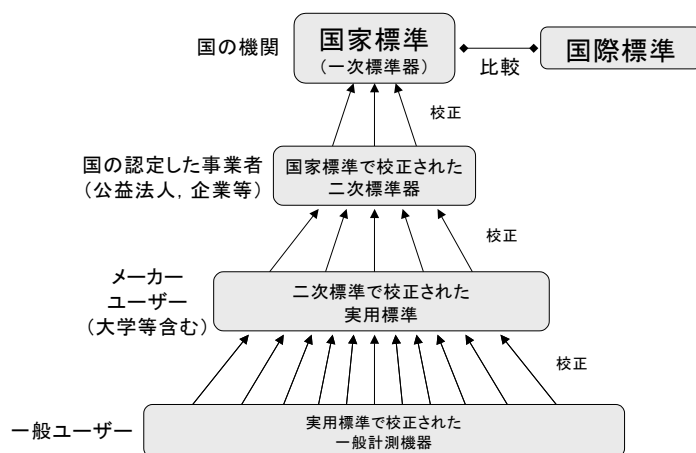 国の機関
国家標準
(一次標準器)
比較
国際標準
校正
国の認定した事業者
(公益法人, 企業等)
国家標準で校正された
二次標準器
校正
メーカー
ユーザー
(大学等含む)
二次標準で校正された
実用標準
校正
一般ユーザー
実用標準で校正された
一般計測機器